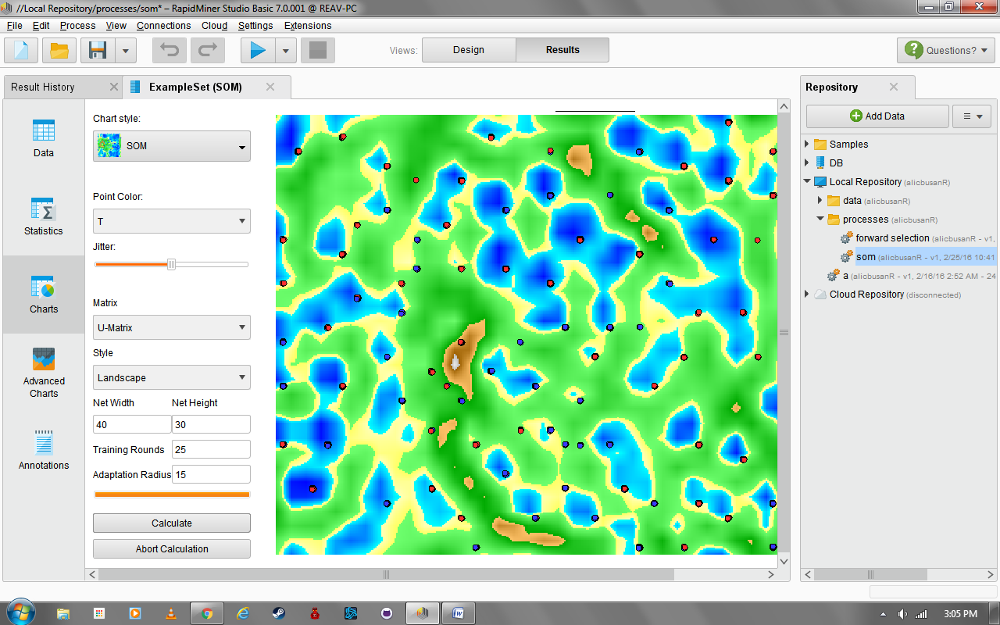 //Local Repository/processes/som* – RapidMiner Studio Basic 7.0.001 @ REAV-PC
File Edit Process View Connections Cloud Settings Extensions
Views: Design Results Questions?
Result History ExampleSet (SOM) Repository
Chart style:
SOM
Point Color:
T
Jitter:
Matrix
U-Matrix
Style
Landscape
Net Width Net Height
40 30
Training Rounds 25
Adaptation Radius 15
Calculate
Abort Calculation
Data
Statistics
Charts
Advanced
Charts
Annotations
Add Data
Samples
DB
Local Repository (alicbusanR)
data (alicbusanR)
processes (alicbusanR)
forward selection (alicbusanR - v1,
som (alicbusanR - v1, 2/25/16 10:41
a (alicbusanR - v1, 2/16/16 2:52 AM - 24
Cloud Repository (disconnected)
3:05 PM